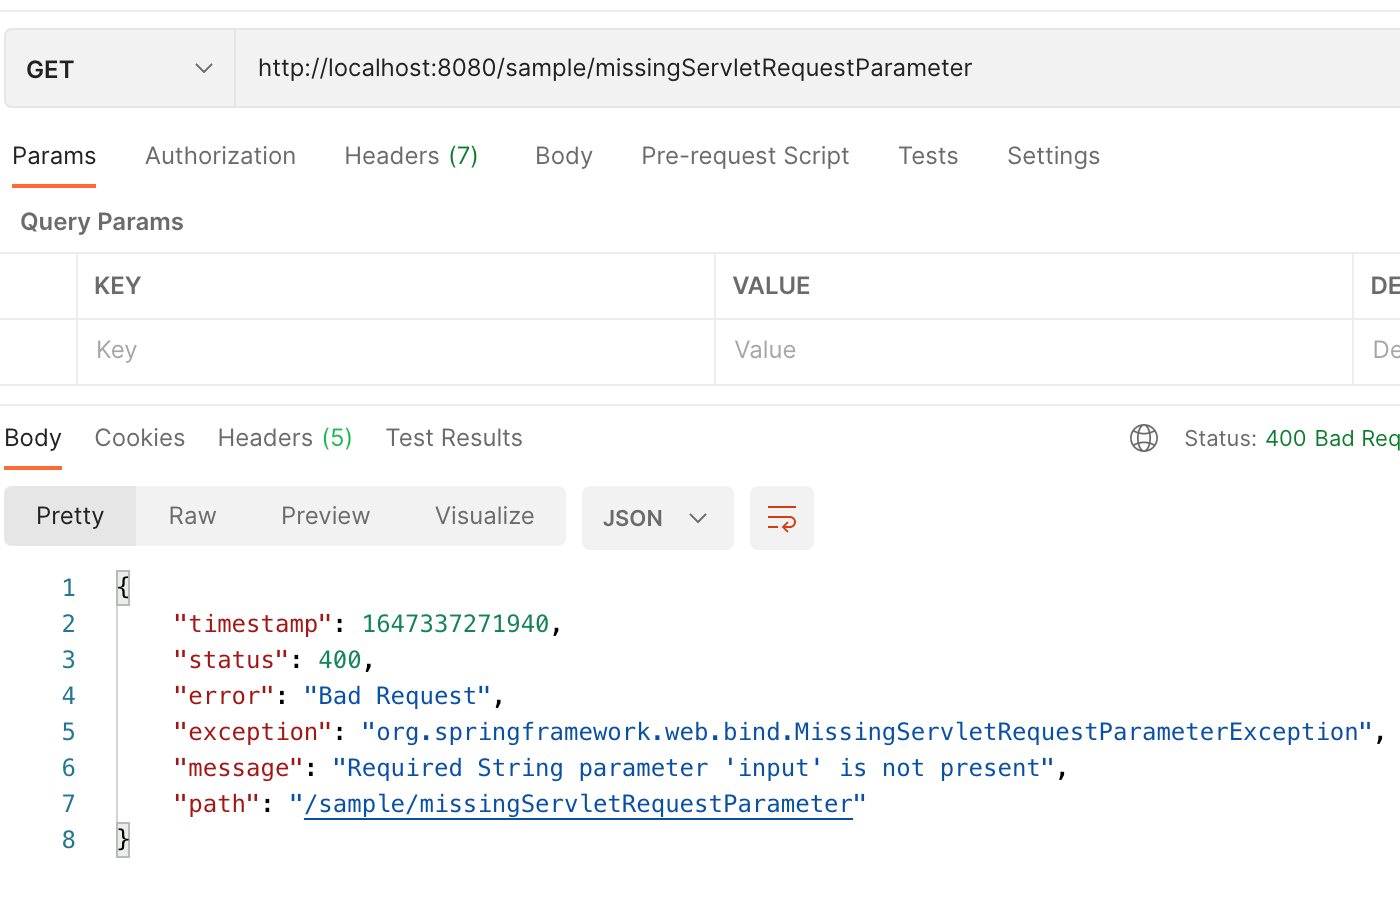 GET http://localhost:8080/sample/missingServletRequestParameter
Params Authorization Headers (7) Body Pre-request Script Tests Settings
Query Params
KEY VALUE DE
Key Value De
Body Cookies Headers (5) Test Results Status: 400 Bad Req
Pretty Raw Preview Visualize JSON
1 {
2 "timestamp": 1647337271940,
3 "status": 400,
4 "error": "Bad Request",
5 "exception": "org.springframework.web.bind.MissingServletRequestParameterException",
6 "message": "Required String parameter 'input' is not present",
7 "path": "/sample/missingServletRequestParameter"
8 }